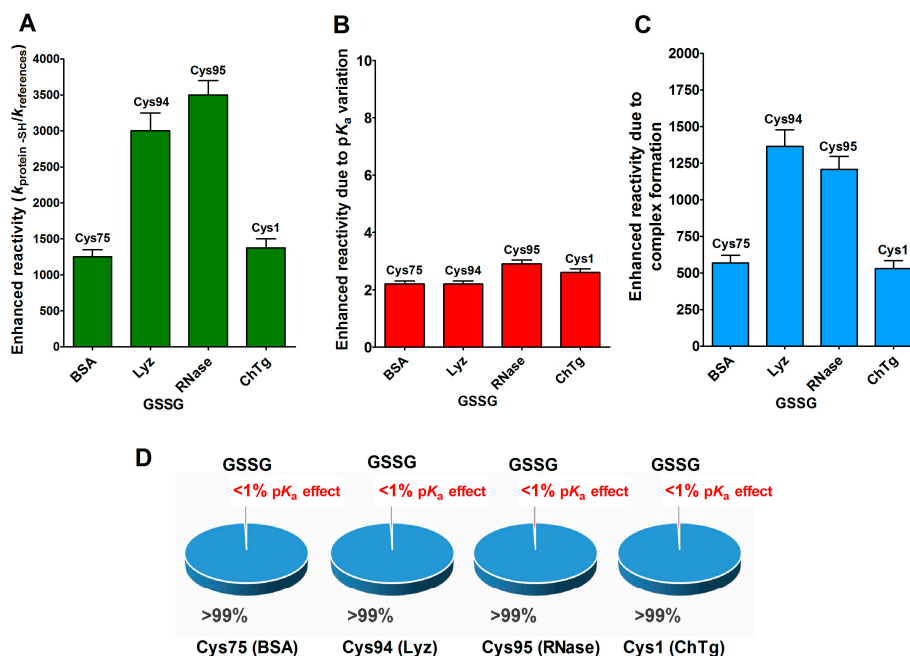 A
Enhanced reactivity (kprotein -SH/kreferences)
4000
3500
3000
2500
2000
1500
1000
500
0
Cys75
Cys94
Cys95
Cys1
BSA
Lyz
RNase
ChTg
GSSG
B
Enhanced reactivity due to pKa variation
10
8
6
4
2
0
Cys75
Cys94
Cys95
Cys1
BSA
Lyz
RNase
ChTg
GSSG
C
Enhanced reactivity due to
complex formation
2000
1750
1500
1250
1000
750
500
250
0
Cys75
Cys94
Cys95
Cys1
BSA
Lyz
RNase
ChTg
GSSG
D
GSSG
<1% pKa effect
>99%
Cys75 (BSA)
GSSG
<1% pKa effect
>99%
Cys94 (Lyz)
GSSG
<1% pKa effect
>99%
Cys95 (RNase)
GSSG
<1% pKa effect
>99%
Cys1 (ChTg)